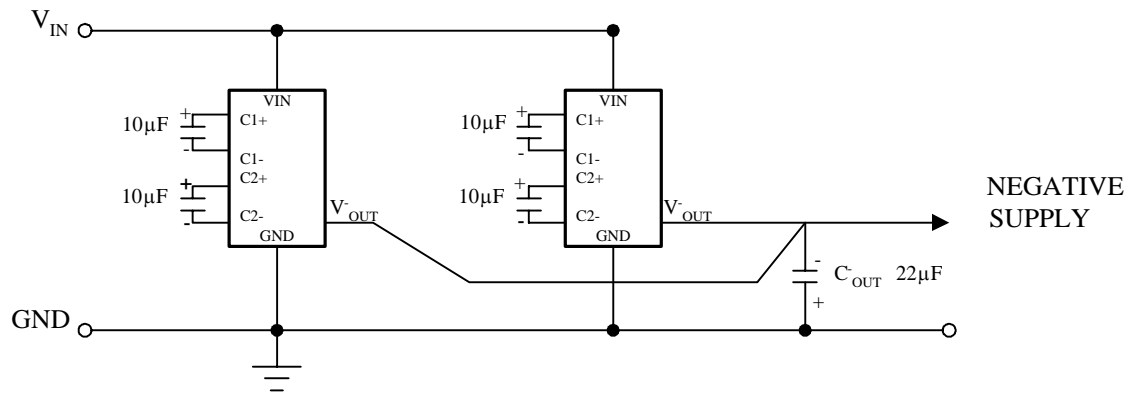 V_IN
VIN
VIN
+
C1+
10µF
-
C1-
+
C2+
10µF
-
C2-
V-OUT
GND
+
C1+
10µF
-
C1-
+
C2+
10µF
-
C2-
V-OUT
GND
NEGATIVE
SUPPLY
-
C-OUT 22µF
+
GND